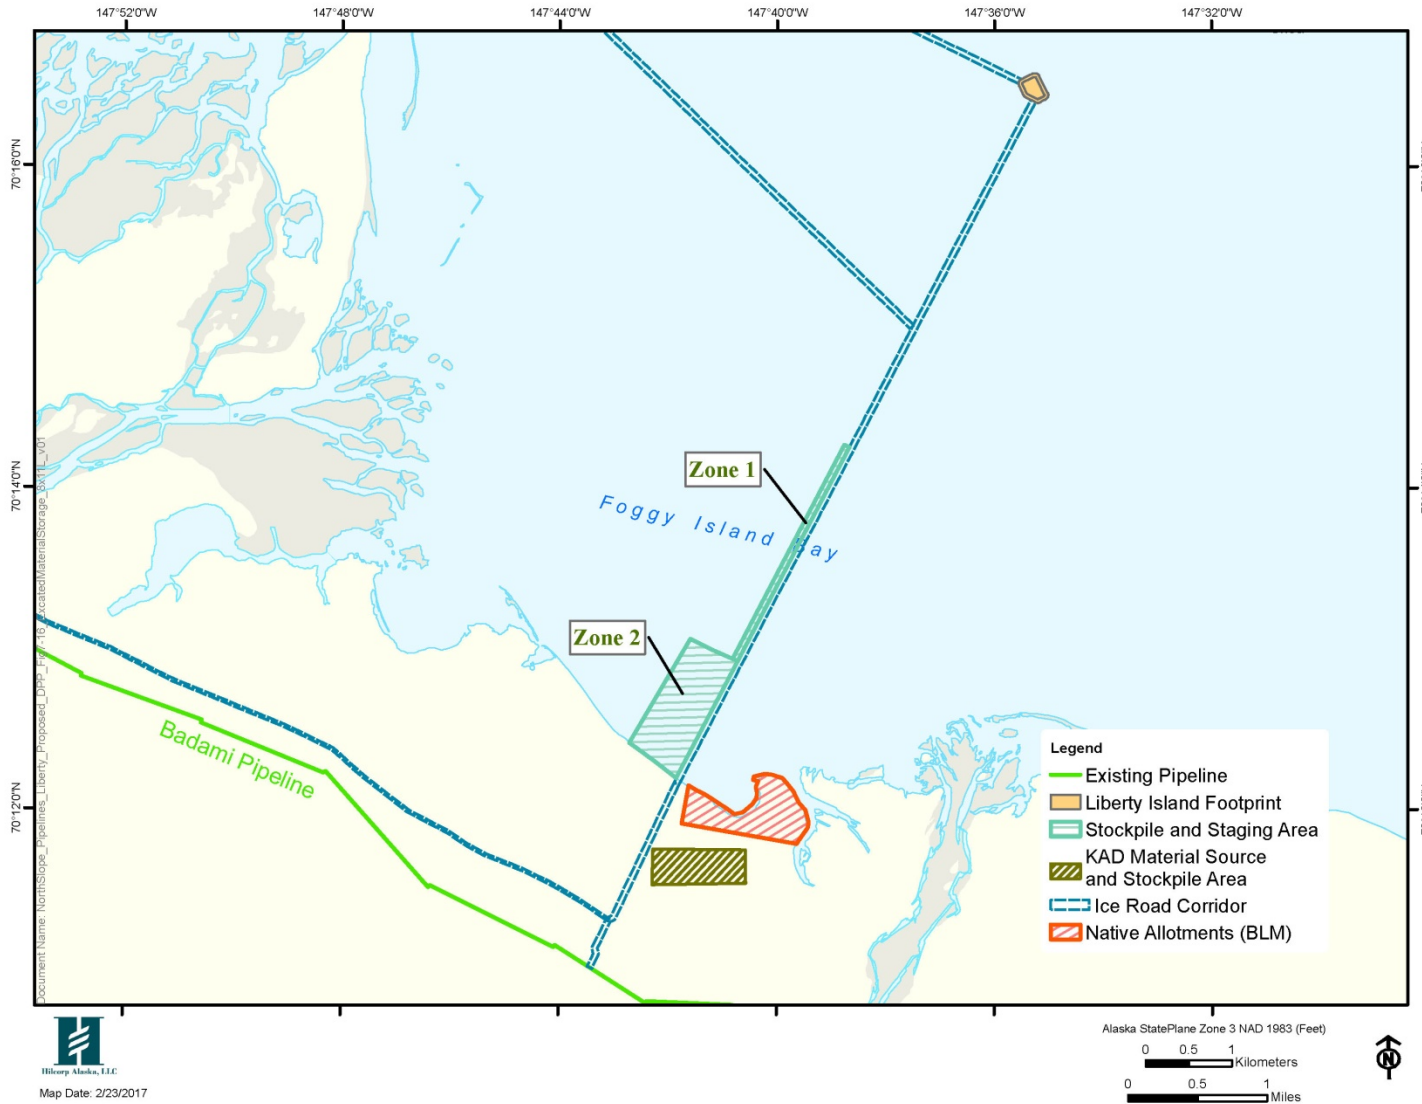 147°52'0"W
147°48'0"W
147°44'0"W
147°40'0"W
147°36'0"W
147°32'0"W
70°16'0"N
70°14'0"N
70°12'0"N
Zone 1
Foggy Island Bay
Zone 2
Badami Pipeline
Legend
Existing Pipeline
Liberty Island Footprint
Stockpile and Staging Area
KAD Material Source
and Stockpile Area
Ice Road Corridor
Native Allotments (BLM)
Hilcorp Alaska, LLC
Map Date: 2/23/2017
Alaska StatePlane Zone 3 NAD 1983 (Feet)
0 0.5 1
Kilometers
0 0.5 1
Miles
N